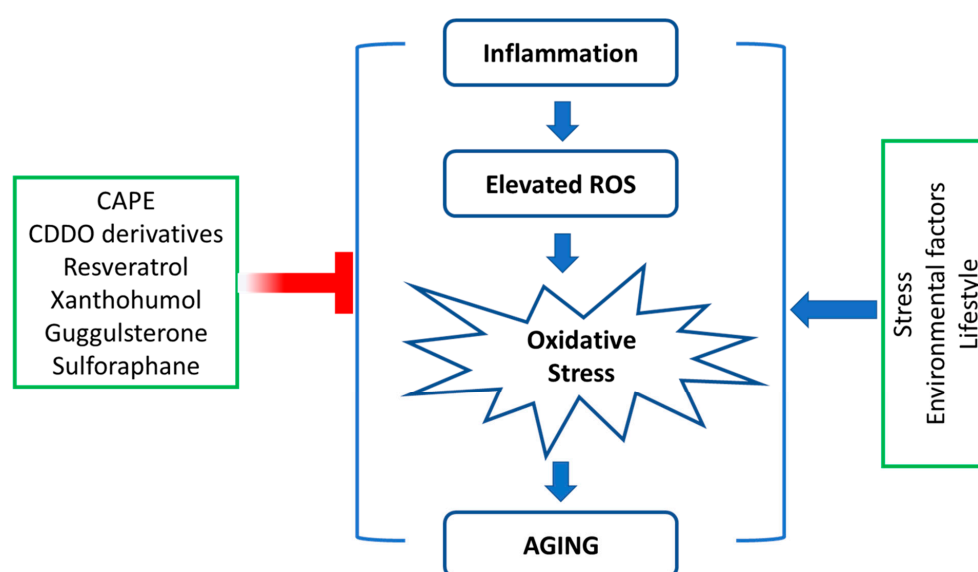 Inflammation
Elevated ROS
CAPE
CDDO derivatives
Resveratrol
Xanthohumol
Guggulsterone
Sulforaphane
Oxidative
Stress
Stress
Environmental factors
Lifestyle
AGING